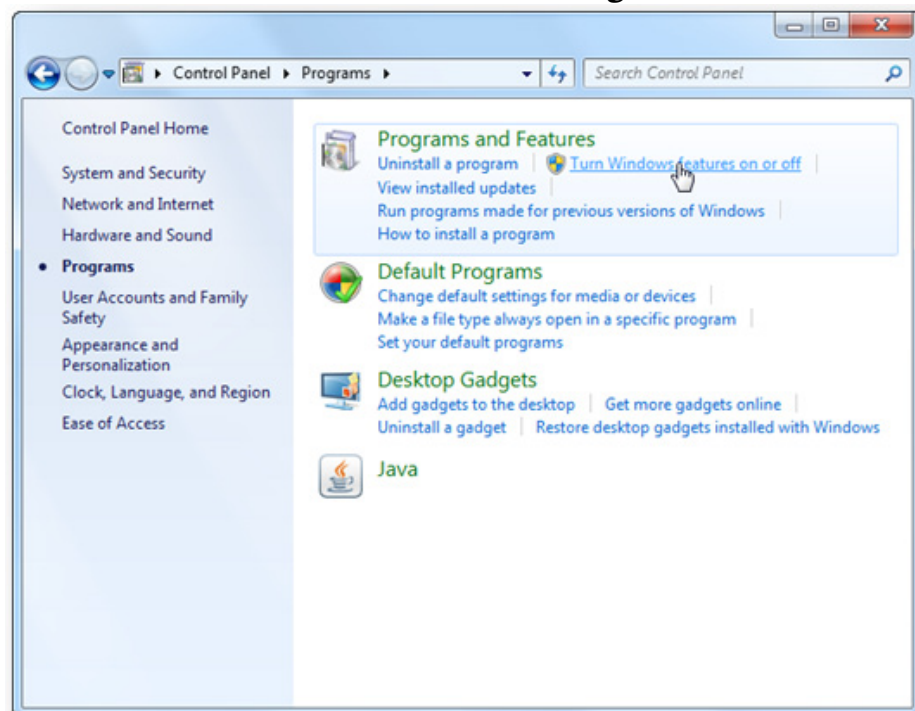 Control Panel
Programs
Search Control Panel
Control Panel Home
System and Security
Network and Internet
Hardware and Sound
Programs
User Accounts and Family
Safety
Appearance and
Personalization
Clock, Language, and Region
Ease of Access
Programs and Features
Uninstall a program
Turn Windows features on or off
View installed updates
Run programs made for previous versions of Windows
How to install a program
Default Programs
Change default settings for media or devices
Make a file type always open in a specific program
Set your default programs
Desktop Gadgets
Add gadgets to the desktop
Get more gadgets online
Uninstall a gadget
Restore desktop gadgets installed with Windows
Java